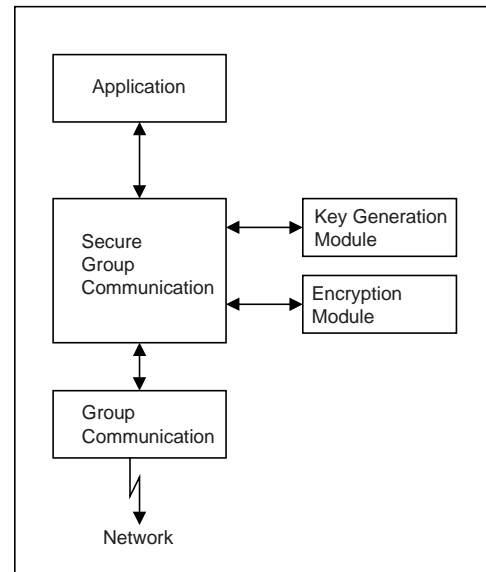 Application
Secure
Group
Communication
Key Generation
Module
Encryption
Module
Group
Communication
Network